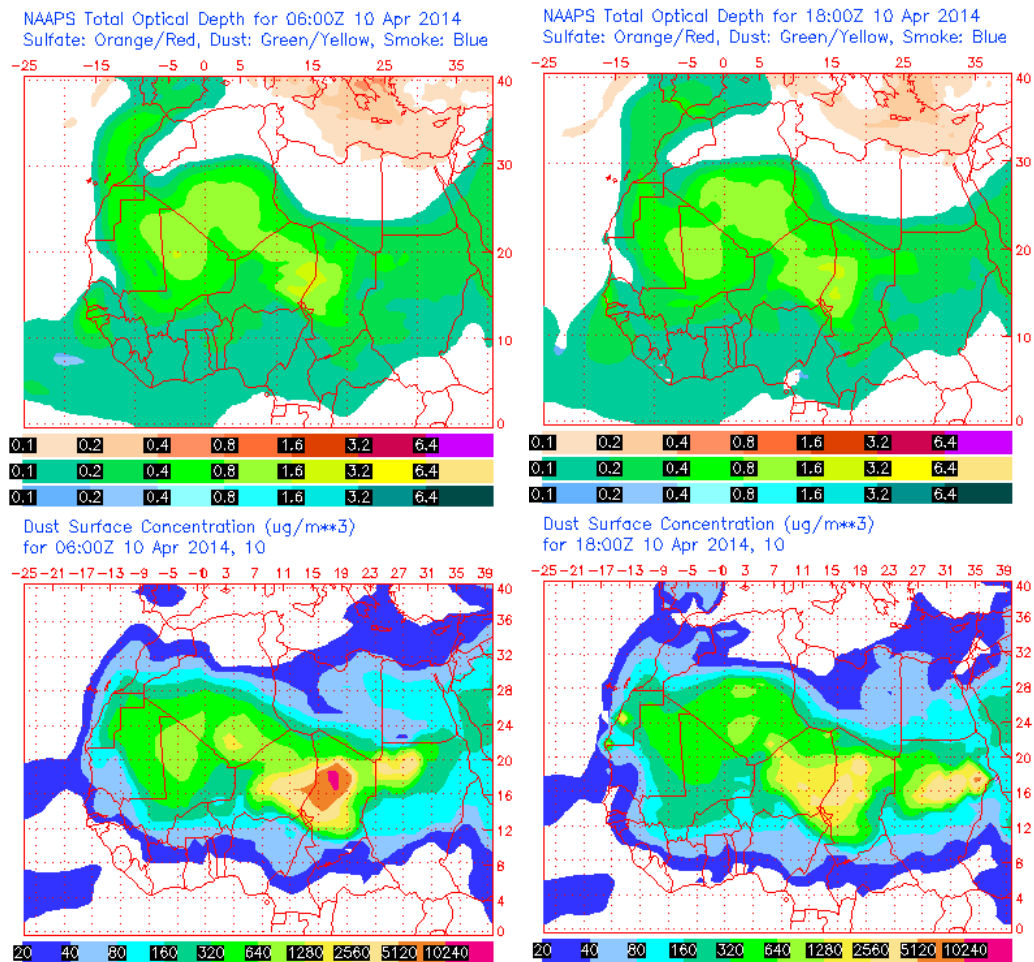 NAAPS Total Optical Depth for 06:00Z 10 Apr 2014
Sulfate: Orange/Red, Dust: Green/Yellow, Smoke: Blue
-25 -15 -5 0 5 15 25 35
40
30
20
10
0
0.1 0.2 0.4 0.8 1.6 3.2 6.4
0.1 0.2 0.4 0.8 1.6 3.2 6.4
0.1 0.2 0.4 0.8 1.6 3.2 6.4
NAAPS Total Optical Depth for 18:00Z 10 Apr 2014
Sulfate: Orange/Red, Dust: Green/Yellow, Smoke: Blue
-25 -15 -5 0 5 15 25 35
40
30
20
10
0
0.1 0.2 0.4 0.8 1.6 3.2 6.4
0.1 0.2 0.4 0.8 1.6 3.2 6.4
0.1 0.2 0.4 0.8 1.6 3.2 6.4
Dust Surface Concentration (ug/m**3)
for 06:00Z 10 Apr 2014, 10
-25 -21 -17 -13 -9 -5 -0 3 7 11 15 19 23 27 31 35 39
40
36
32
28
24
20
16
12
8
4
0
20 40 80 160 320 640 1280 2560 5120 10240
Dust Surface Concentration (ug/m**3)
for 18:00Z 10 Apr 2014, 10
-25 -21 -17 -13 -9 -5 -0 3 7 11 15 19 23 27 31 35 39
40
36
32
28
24
20
16
12
8
4
0
20 40 80 160 320 640 1280 2560 5120 10240